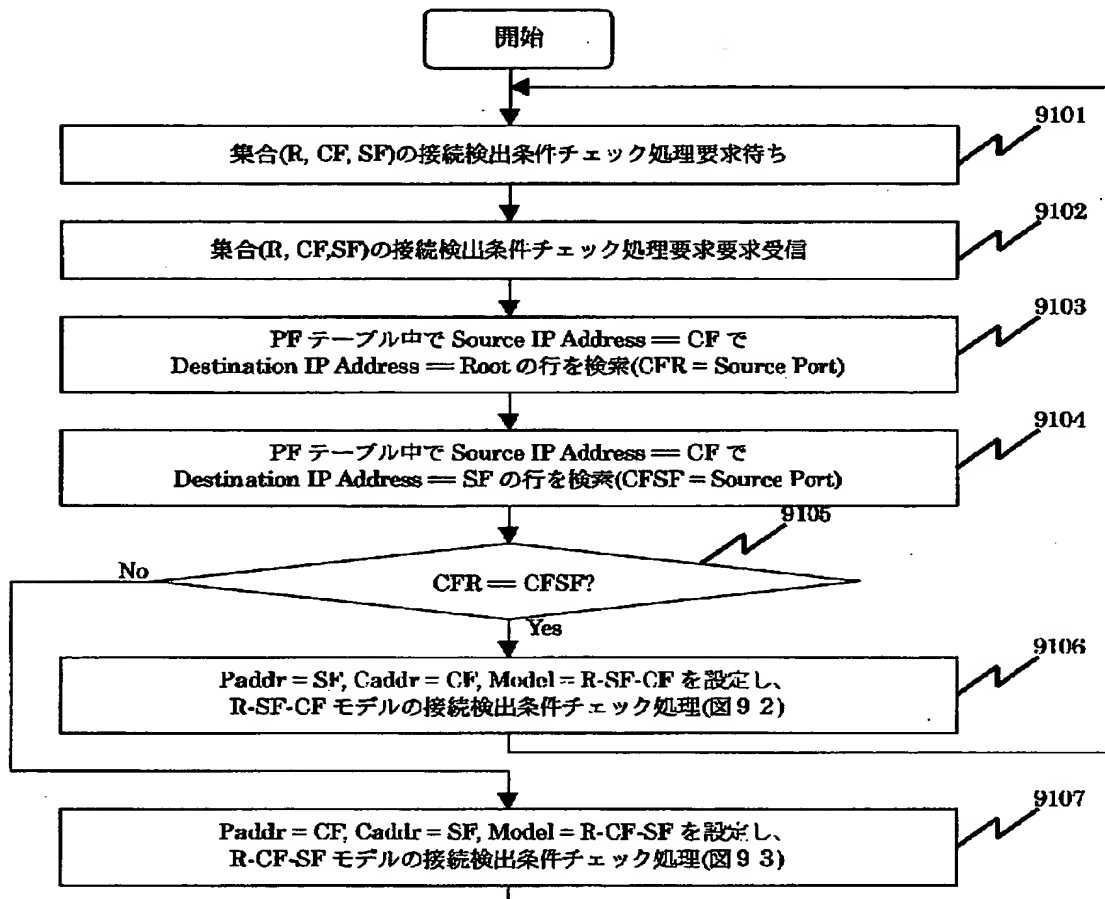 開始
9101
集合(R, CF, SF)の接続検出条件チェック処理要求待ち
9102
集合(R, CF,SF)の接続検出条件チェック処理要求要求受信
9103
PF テーブル中で Source IP Address == CF で
Destination IP Address == Root の行を検索(CFR = Source Port)
9104
PF テーブル中で Source IP Address == CF で
Destination IP Address == SF の行を検索(CFSF = Source Port)
9105
No
CFR == CFSF?
Yes
9106
Paddr = SF, Caddr = CF, Model = R-SF-CF を設定し、
R-SF-CF モデルの接続検出条件チェック処理(図９２)
9107
Paddr = CF, Caddr = SF, Model = R-CF-SF を設定し、
R-CF-SF モデルの接続検出条件チェック処理(図９３)